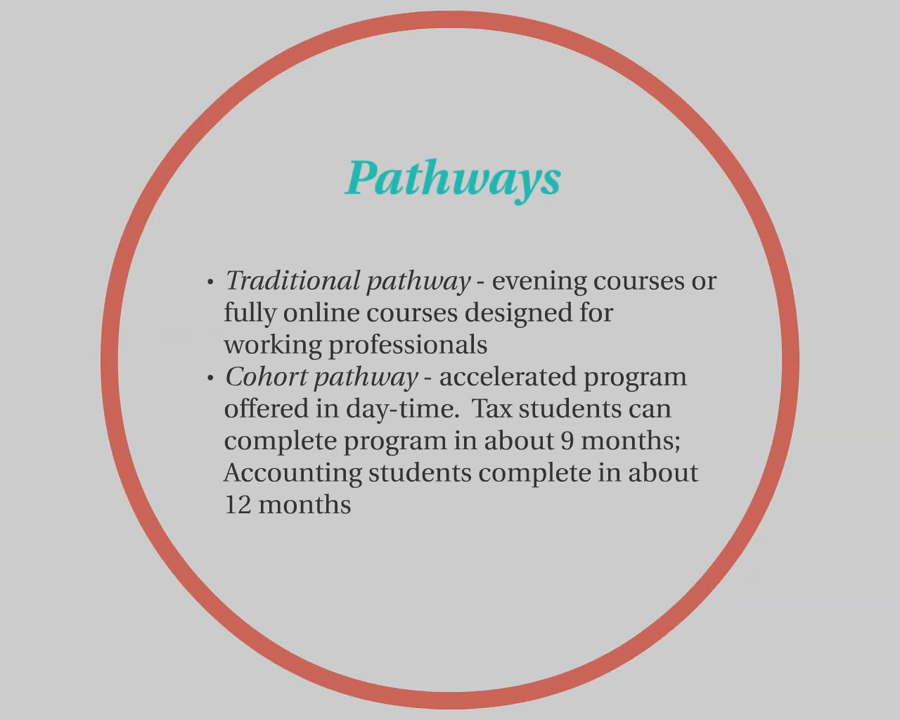 Pathways
• Traditional pathway - evening courses or
fully online courses designed for
working professionals
• Cohort pathway - accelerated program
offered in day-time.  Tax students can
complete program in about 9 months;
Accounting students complete in about
12 months